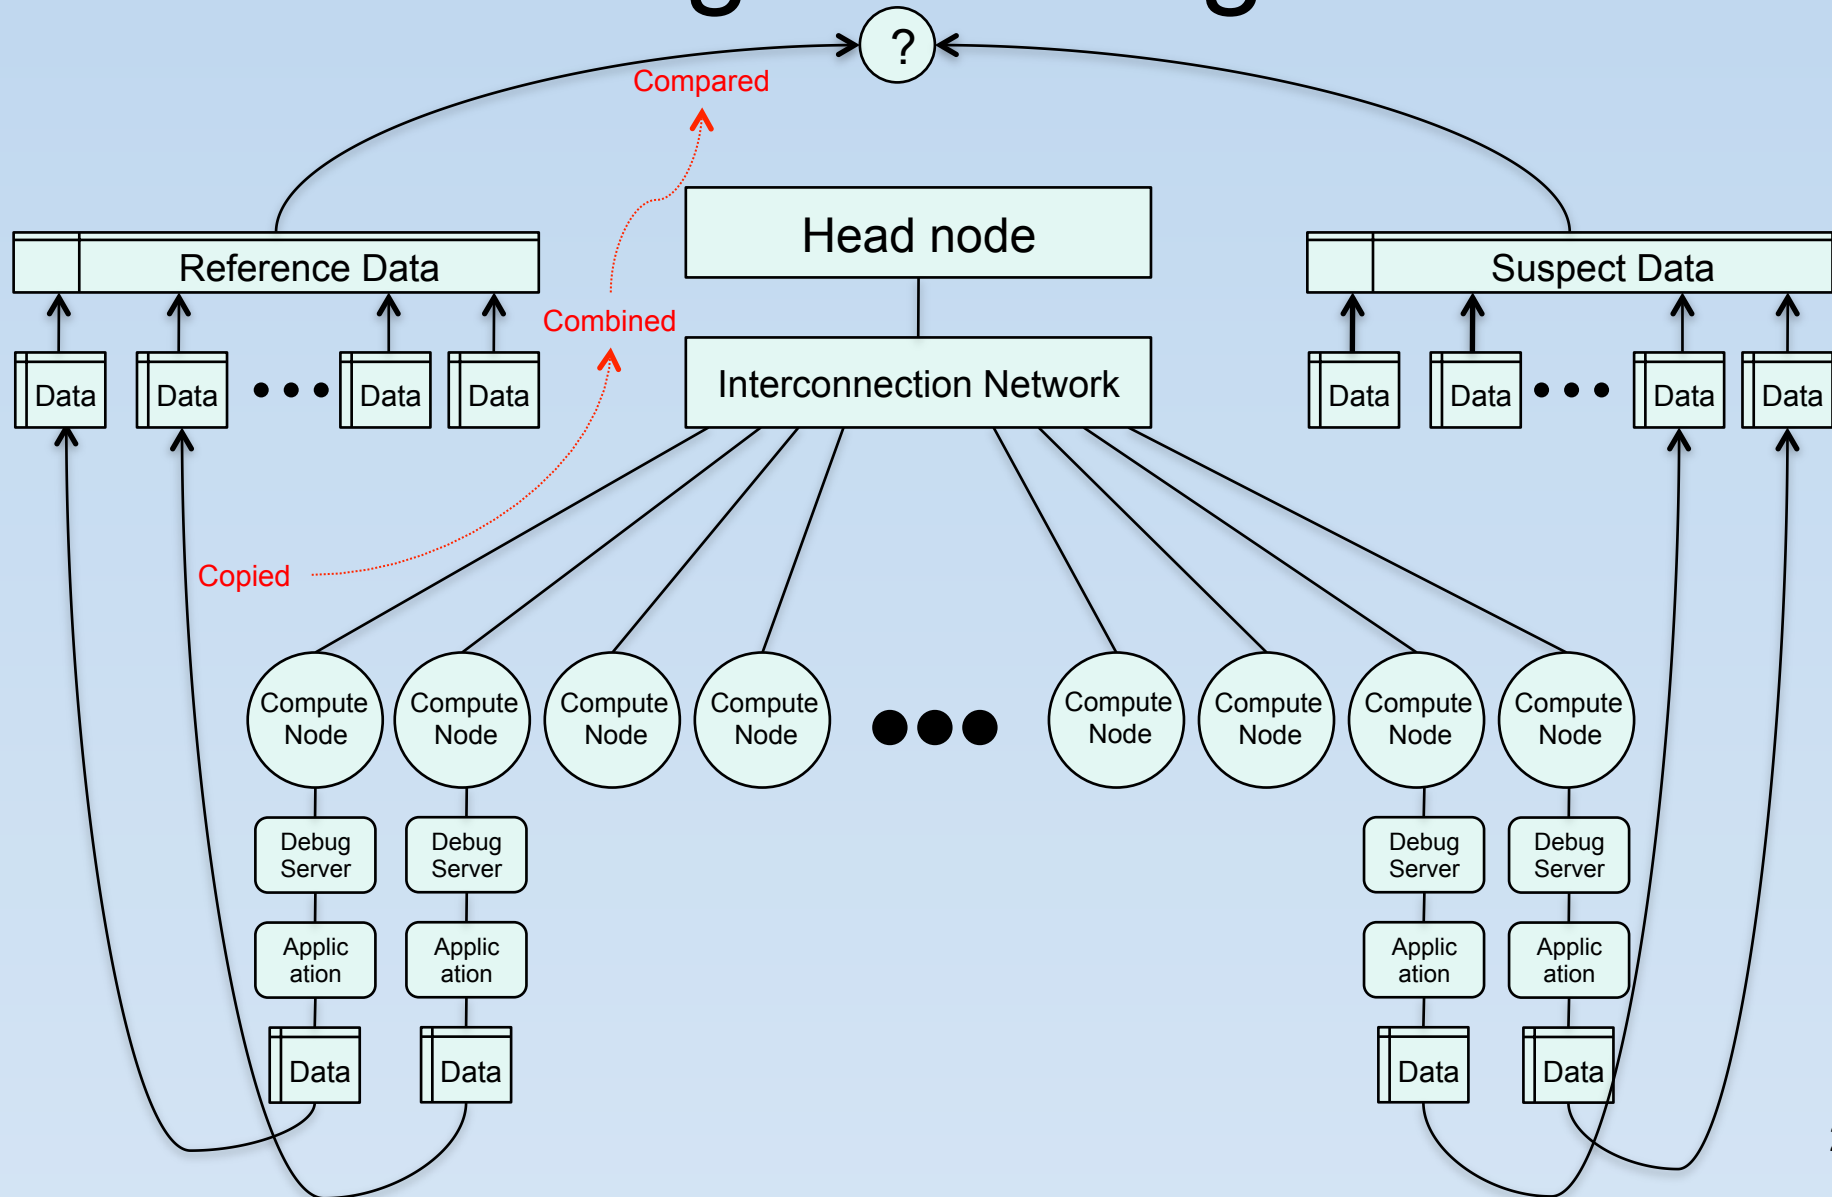 ?
Compared
Head node
Reference Data
Suspect Data
Combined
Interconnection Network
Data
Data
Data
Data
Data
Data
Data
Data
Copied
Compute
Node
Compute
Node
Compute
Node
Compute
Node
Compute
Node
Compute
Node
Compute
Node
Compute
Node
Debug
Server
Debug
Server
Debug
Server
Debug
Server
Applic
ation
Applic
ation
Applic
ation
Applic
ation
Data
Data
Data
Data